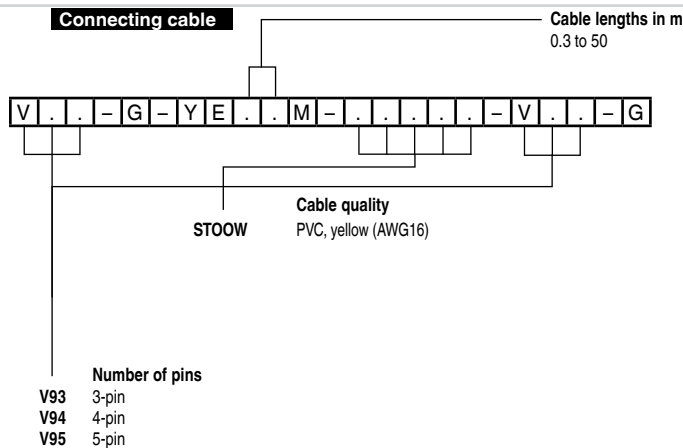 Connecting cable
Cable lengths in m
0.3 to 50
V . . – G – Y E . . M – . . . . . – V . . – G
Cable quality
STOOW PVC, yellow (AWG16)
Number of pins
V93 3-pin
V94 4-pin
V95 5-pin